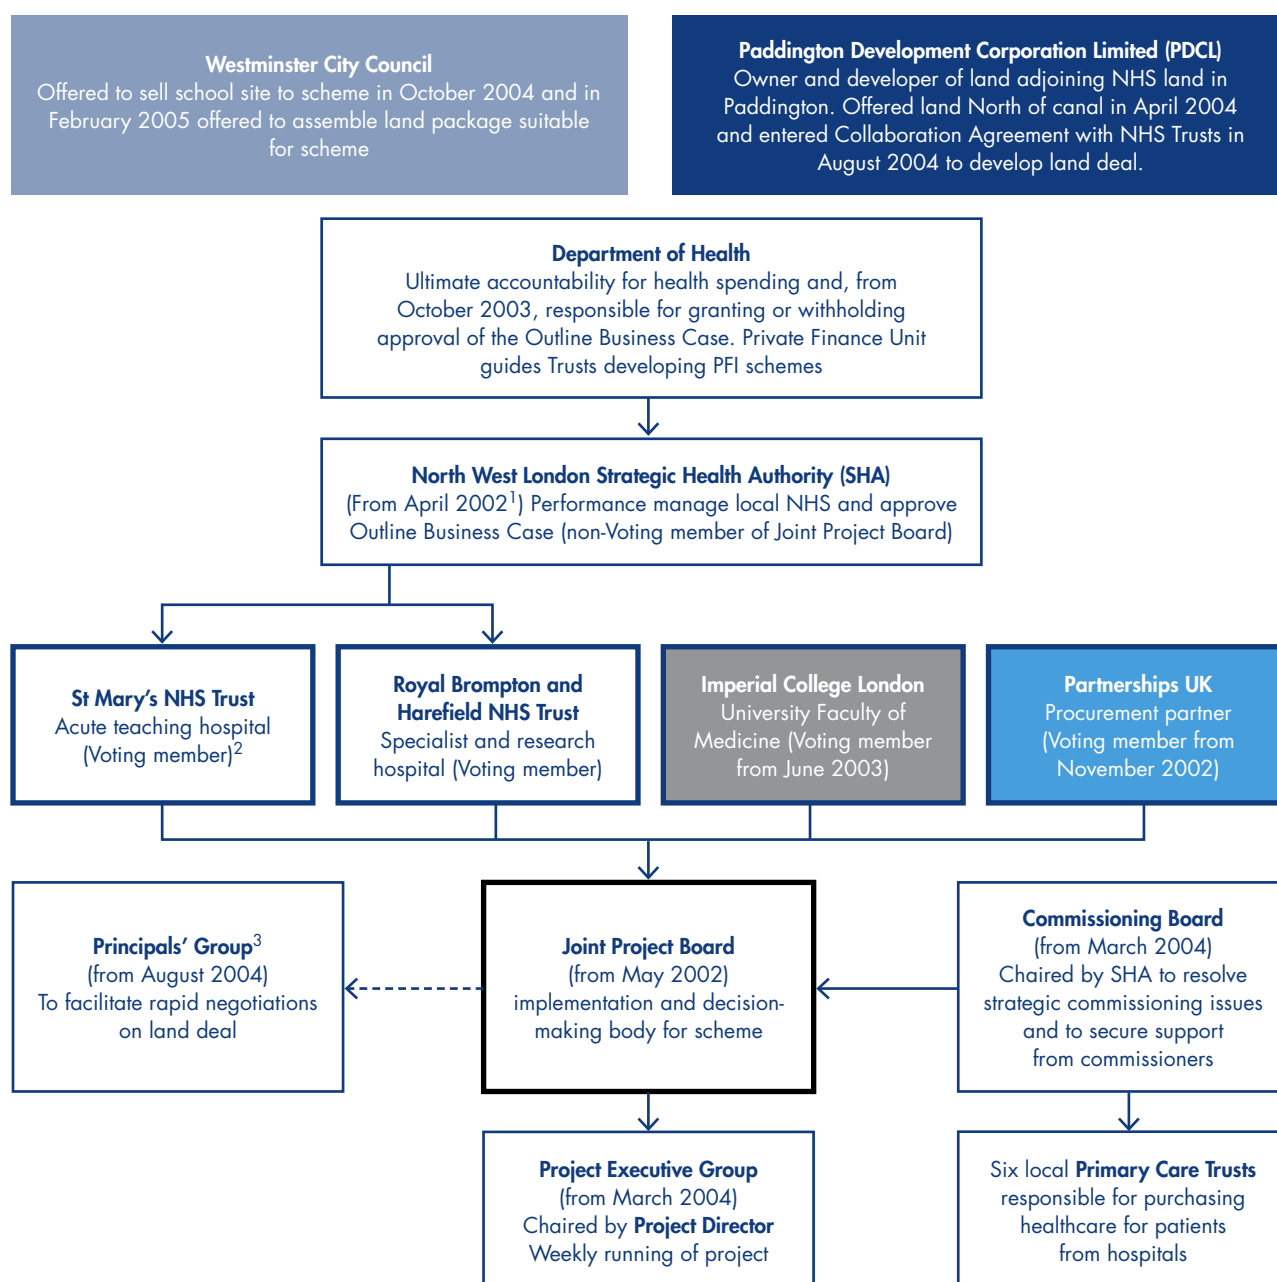 Westminster City Council
Offered to sell school site to scheme in October 2004 and in
February 2005 offered to assemble land package suitable
for scheme
Paddington Development Corporation Limited (PDCL)
Owner and developer of land adjoining NHS land in
Paddington. Offered land North of canal in April 2004
and entered Collaboration Agreement with NHS Trusts in
August 2004 to develop land deal.
Department of Health
Ultimate accountability for health spending and, from
October 2003, responsible for granting or withholding
approval of the Outline Business Case. Private Finance Unit
guides Trusts developing PFI schemes
North West London Strategic Health Authority (SHA)
(From April 2002¹) Performance manage local NHS and approve
Outline Business Case (non-Voting member of Joint Project Board)
St Mary’s NHS Trust
Acute teaching hospital
(Voting member)²
Royal Brompton and
Harefield NHS Trust
Specialist and research
hospital (Voting member)
Imperial College London
University Faculty of
Medicine (Voting member
from June 2003)
Partnerships UK
Procurement partner
(Voting member from
November 2002)
Principals’ Group³
(from August 2004)
To facilitate rapid negotiations
on land deal
Joint Project Board
(from May 2002)
implementation and decision-
making body for scheme
Commissioning Board
(from March 2004)
Chaired by SHA to resolve
strategic commissioning issues
and to secure support
from commissioners
Project Executive Group
(from March 2004)
Chaired by Project Director
Weekly running of project
Six local Primary Care Trusts
responsible for purchasing
healthcare for patients
from hospitals